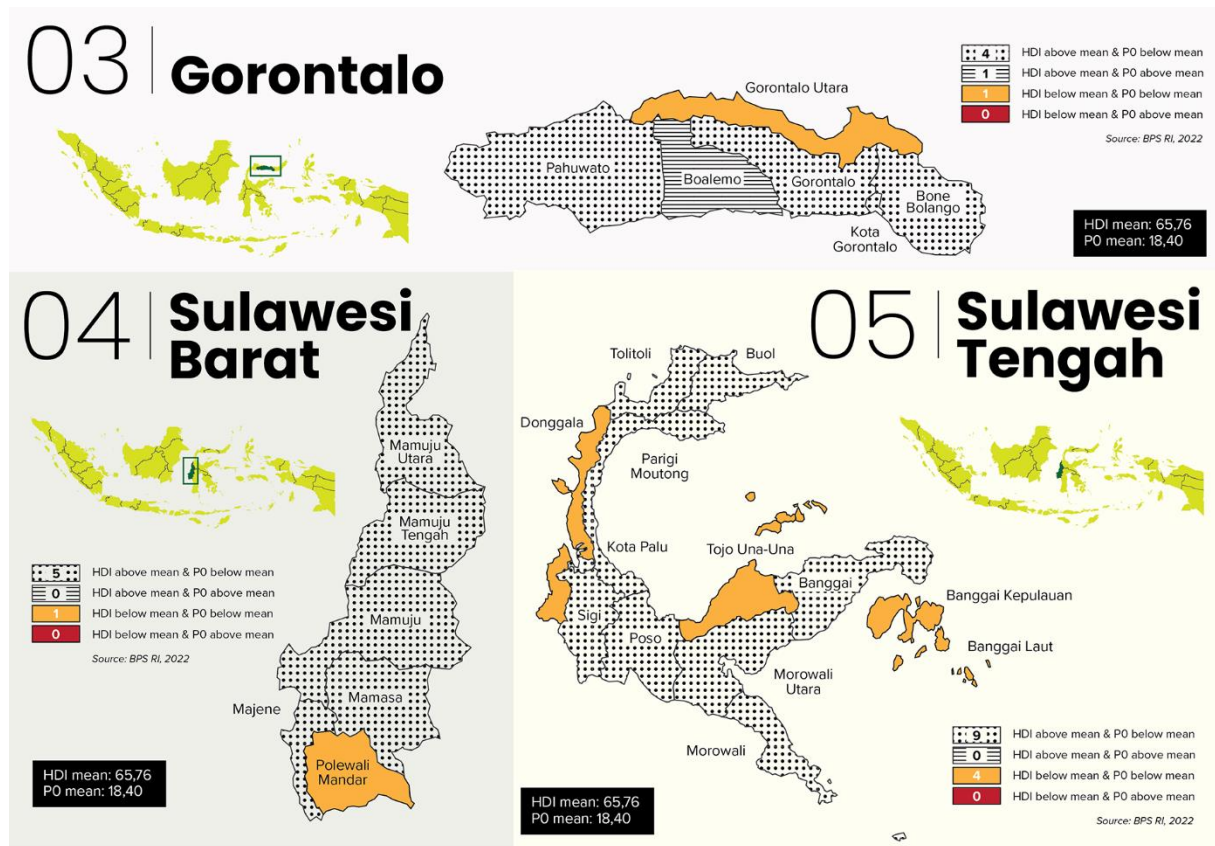 03
Gorontalo
Gorontalo Utara
Pahuwato
Boalemo
Gorontalo
Bone
Bolango
Kota
Gorontalo
4 HDI above mean & P0 below mean
1 HDI above mean & P0 above mean
1 HDI below mean & P0 below mean
0 HDI below mean & P0 above mean
Source: BPS RI, 2022
HDI mean: 65,76
P0 mean: 18,40
04
Sulawesi
Barat
Mamuju
Utara
Mamuju
Tengah
Mamuju
Mamasa
Majene
Polewali
Mandar
5 HDI above mean & P0 below mean
0 HDI above mean & P0 above mean
1 HDI below mean & P0 below mean
0 HDI below mean & P0 above mean
Source: BPS RI, 2022
HDI mean: 65,76
P0 mean: 18,40
05
Sulawesi
Tengah
Tolitoli
Buol
Donggala
Parigi
Moutong
Kota Palu
Tojo Una-Una
Banggai
Banggai Kepulauan
Sigi
Poso
Banggai Laut
Morowali
Utara
Morowali
9 HDI above mean & P0 below mean
0 HDI above mean & P0 above mean
4 HDI below mean & P0 below mean
0 HDI below mean & P0 above mean
Source: BPS RI, 2022
HDI mean: 65,76
P0 mean: 18,40